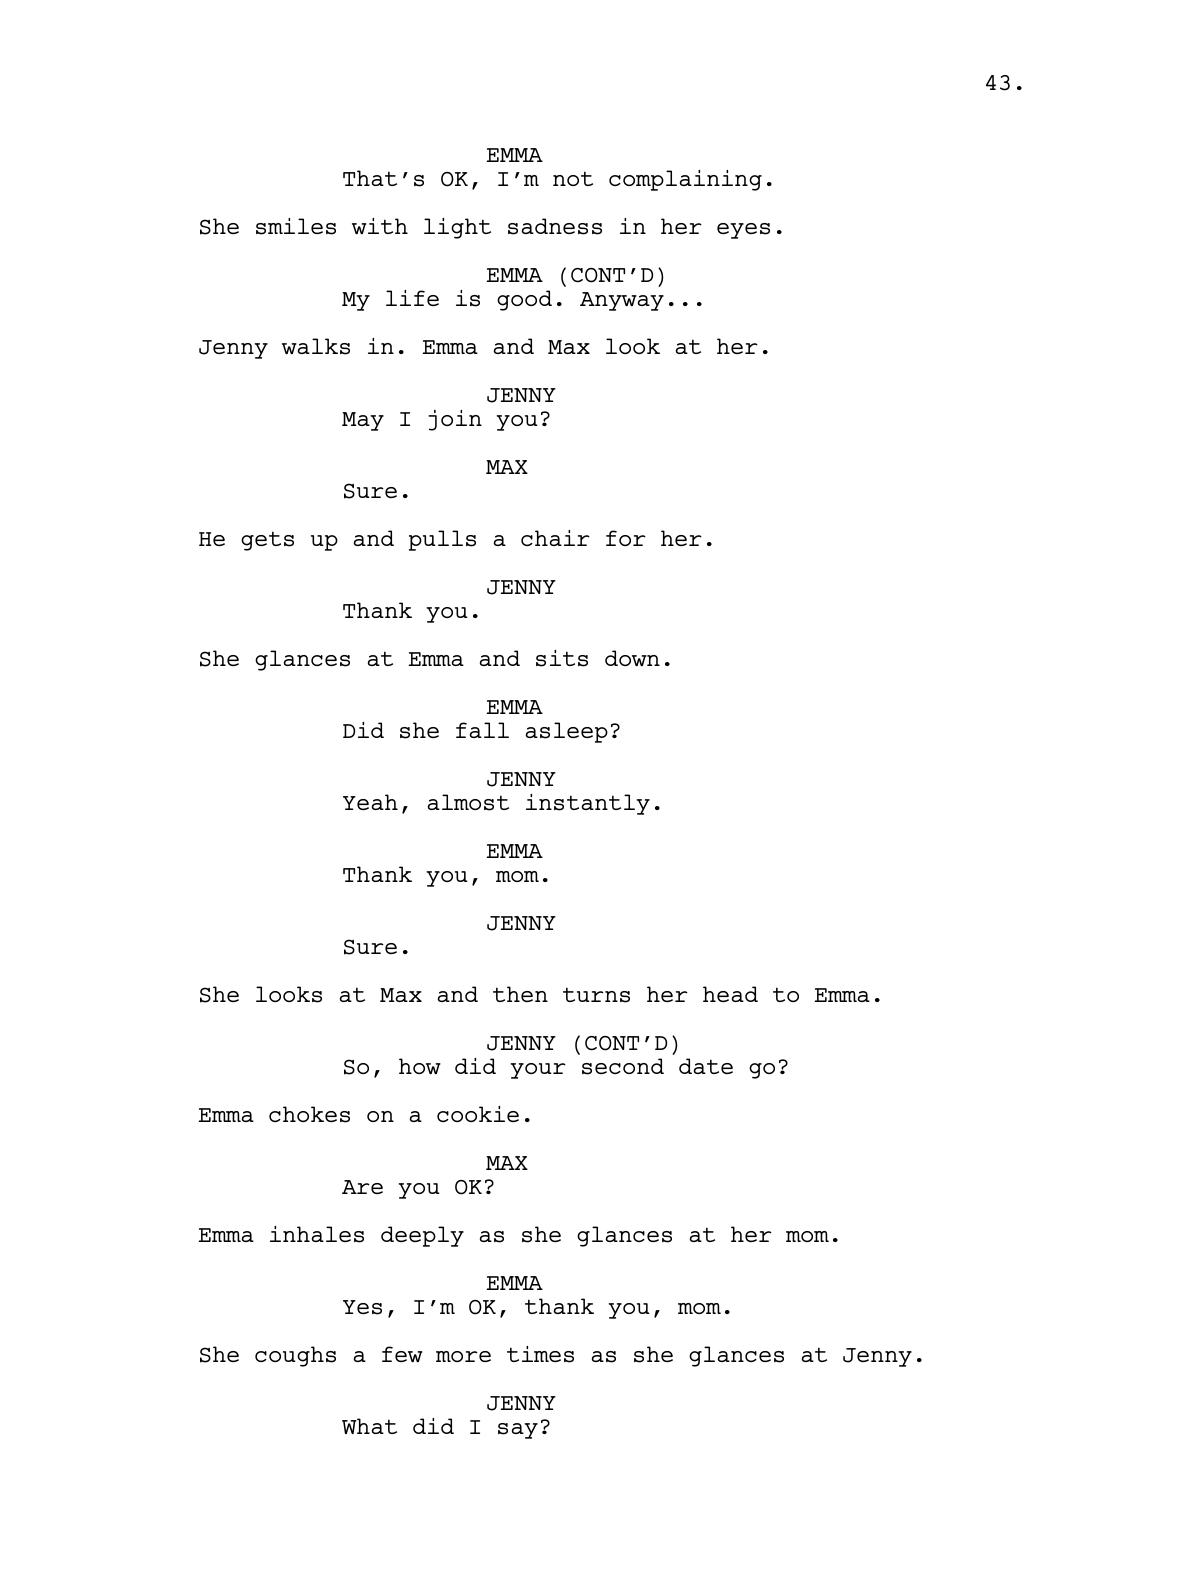 43.
EMMA
That’s OK, I’m not complaining.
She smiles with light sadness in her eyes.
EMMA (CONT’D)
My life is good. Anyway...
Jenny walks in. Emma and Max look at her.
JENNY
May I join you?
MAX
Sure.
He gets up and pulls a chair for her.
JENNY
Thank you.
She glances at Emma and sits down.
EMMA
Did she fall asleep?
JENNY
Yeah, almost instantly.
EMMA
Thank you, mom.
JENNY
Sure.
She looks at Max and then turns her head to Emma.
JENNY (CONT’D)
So, how did your second date go?
Emma chokes on a cookie.
MAX
Are you OK?
Emma inhales deeply as she glances at her mom.
EMMA
Yes, I’m OK, thank you, mom.
She coughs a few more times as she glances at Jenny.
JENNY
What did I say?